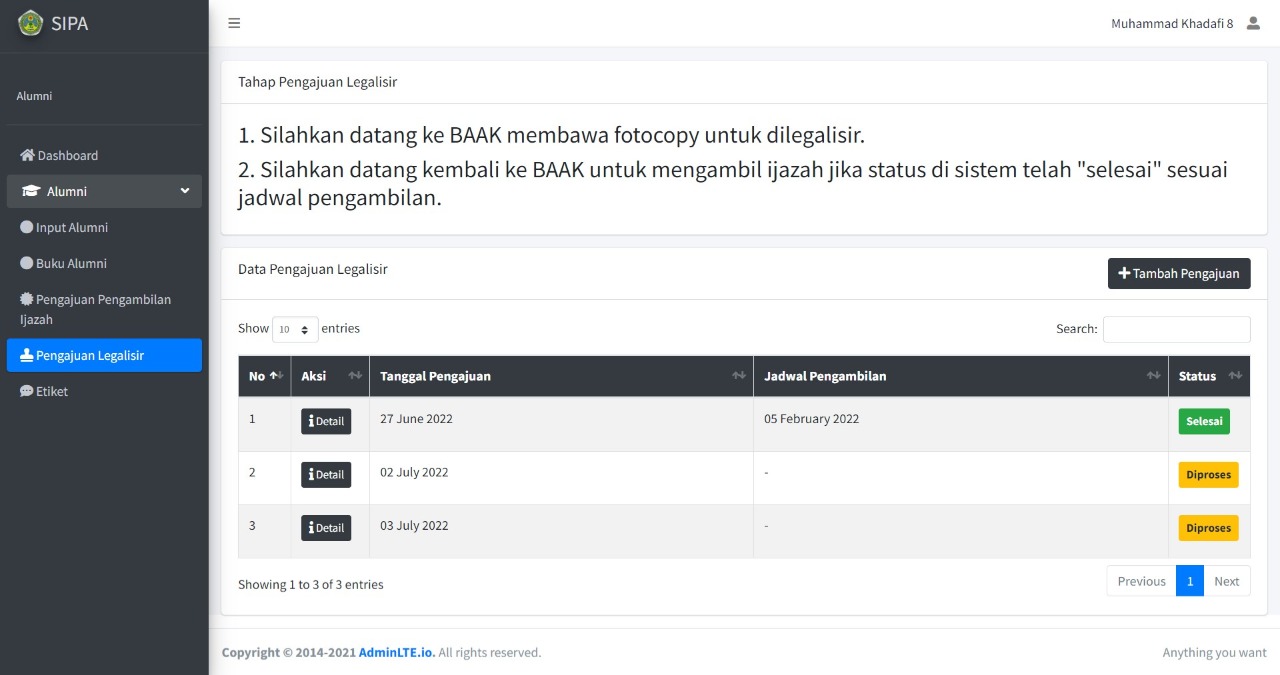 SIPA
Muhammad Khadafi 8
Alumni
Dashboard
Alumni
Input Alumni
Buku Alumni
Pengajuan Pengambilan
Ijazah
Pengajuan Legalisir
Etiket
Tahap Pengajuan Legalisir
1. Silahkan datang ke BAAK membawa fotocopy untuk dilegalisir.
2. Silahkan datang kembali ke BAAK untuk mengambil ijazah jika status di sistem telah "selesai" sesuai
jadwal pengambilan.
Data Pengajuan Legalisir
Tambah Pengajuan
Show 10 entries
Search:
No Aksi Tanggal Pengajuan Jadwal Pengambilan Status
1 Detail 27 June 2022 05 February 2022 Selesai
2 Detail 02 July 2022 - Diproses
3 Detail 03 July 2022 - Diproses
Showing 1 to 3 of 3 entries
Previous 1 Next
Copyright © 2014-2021 AdminLTE.io. All rights reserved.
Anything you want